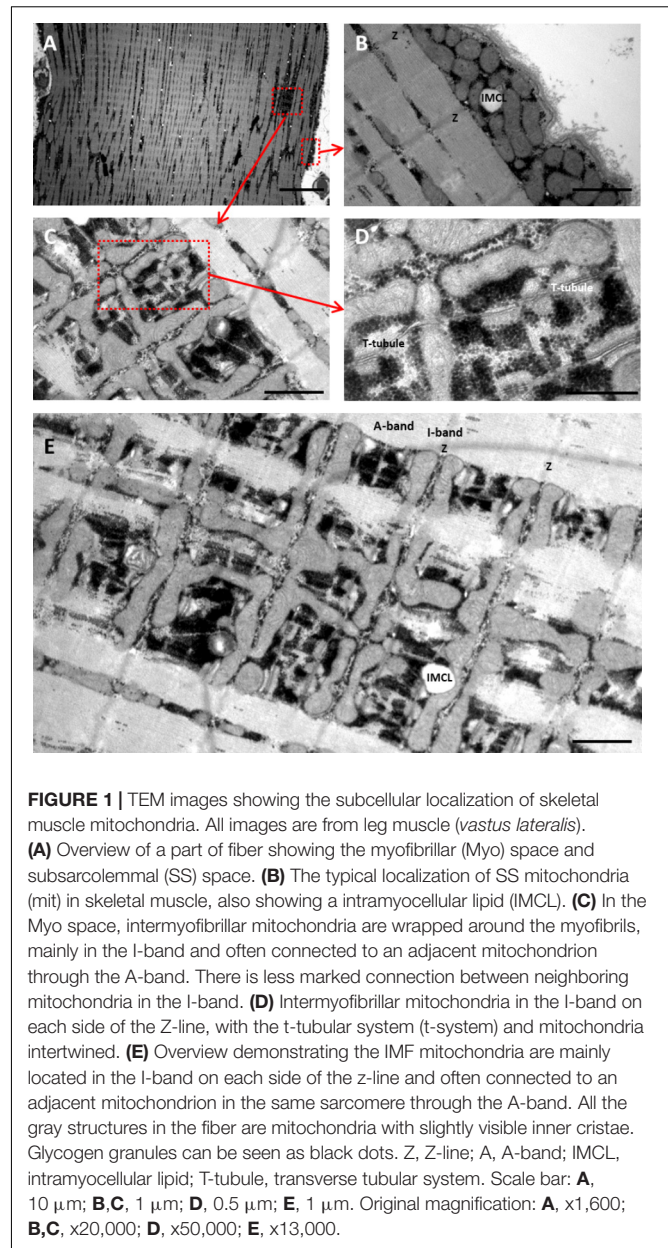 A
B
Z
IMCL
Z
C
D
T-tubule
T-tubule
E
A-band
I-band
Z
Z
IMCL
FIGURE 1 | TEM images showing the subcellular localization of skeletal
muscle mitochondria. All images are from leg muscle (vastus lateralis).
(A) Overview of a part of fiber showing the myofibrillar (Myo) space and
subsarcolemmal (SS) space. (B) The typical localization of SS mitochondria
(mit) in skeletal muscle, also showing a intramyocellular lipid (IMCL). (C) In the
Myo space, intermyofibrillar mitochondria are wrapped around the myofibrils,
mainly in the I-band and often connected to an adjacent mitochondrion
through the A-band. There is less marked connection between neighboring
mitochondria in the I-band. (D) Intermyofibrillar mitochondria in the I-band on
each side of the Z-line, with the t-tubular system (t-system) and mitochondria
intertwined. (E) Overview demonstrating the IMF mitochondria are mainly
located in the I-band on each side of the z-line and often connected to an
adjacent mitochondrion in the same sarcomere through the A-band. All the
gray structures in the fiber are mitochondria with slightly visible inner cristae.
Glycogen granules can be seen as black dots. Z, Z-line; A, A-band; IMCL,
intramyocellular lipid; T-tubule, transverse tubular system. Scale bar: A,
10 μm; B,C, 1 μm; D, 0.5 μm; E, 1 μm. Original magnification: A, x1,600;
B,C, x20,000; D, x50,000; E, x13,000.